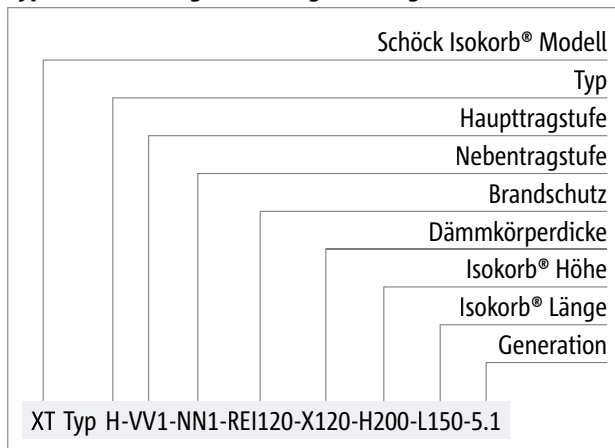 Schöck Isokorb® Modell
Typ
Haupttragstufe
Nebentragstufe
Brandschutz
Dämmkörperdicke
Isokorb® Höhe
Isokorb® Länge
Generation
XT Typ H-VV1-NN1-REI120-X120-H200-L150-5.1